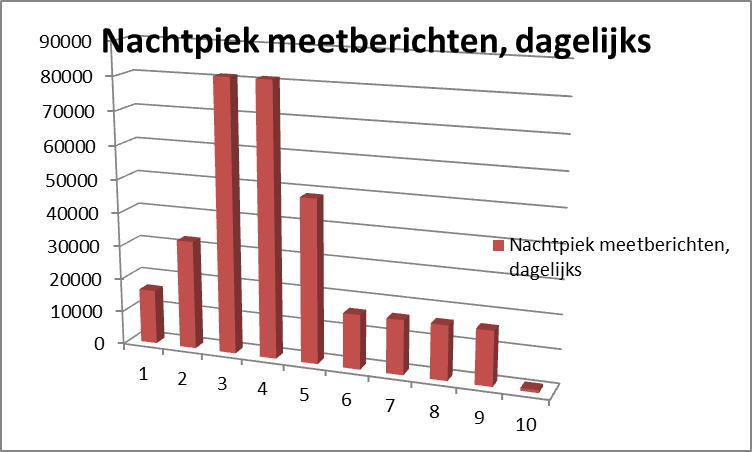 Nachtpiek meetberichten, dagelijks
90000
80000
70000
60000
50000
40000
30000
20000
10000
0
1 2 3 4 5 6 7 8 9 10
Nachtpiek meetberichten,
dagelijks